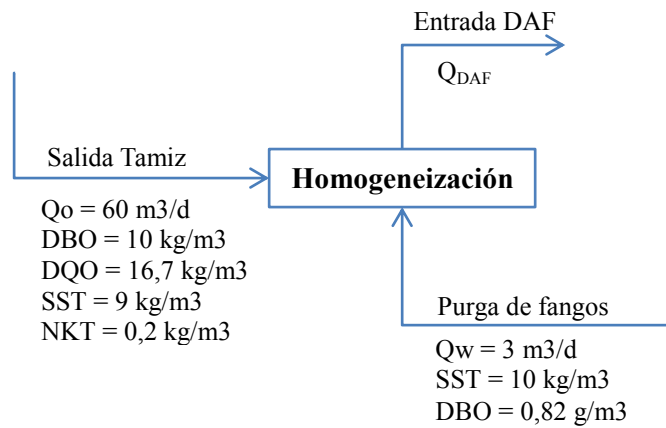 Entrada DAF
QDAF
Salida Tamiz
Homogeneización
Qo = 60 m3/d
DBO = 10 kg/m3
DQO = 16,7 kg/m3
SST = 9 kg/m3
NKT = 0,2 kg/m3
Purga de fangos
Qw = 3 m3/d
SST = 10 kg/m3
DBO = 0,82 g/m3